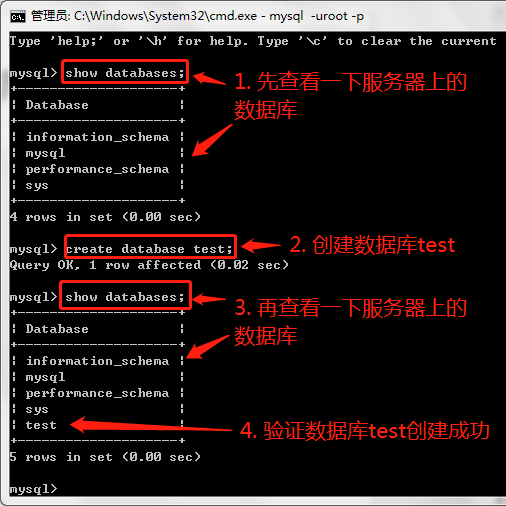 管理员: C:\Windows\System32\cmd.exe - mysql -uroot -p
Type 'help;' or '\h' for help. Type '\c' to clear the current
mysql> show databases;
1. 先查看一下服务器上的
数据库
| Database |
| information_schema |
| mysql |
| performance_schema |
| sys |
4 rows in set (0.00 sec)
mysql> create database test;
2. 创建数据库test
Query OK, 1 row affected (0.02 sec)
mysql> show databases;
3. 再查看一下服务器上的
数据库
| Database |
| information_schema |
| mysql |
| performance_schema |
| sys |
| test |
4. 验证数据库test创建成功
5 rows in set (0.00 sec)
mysql>